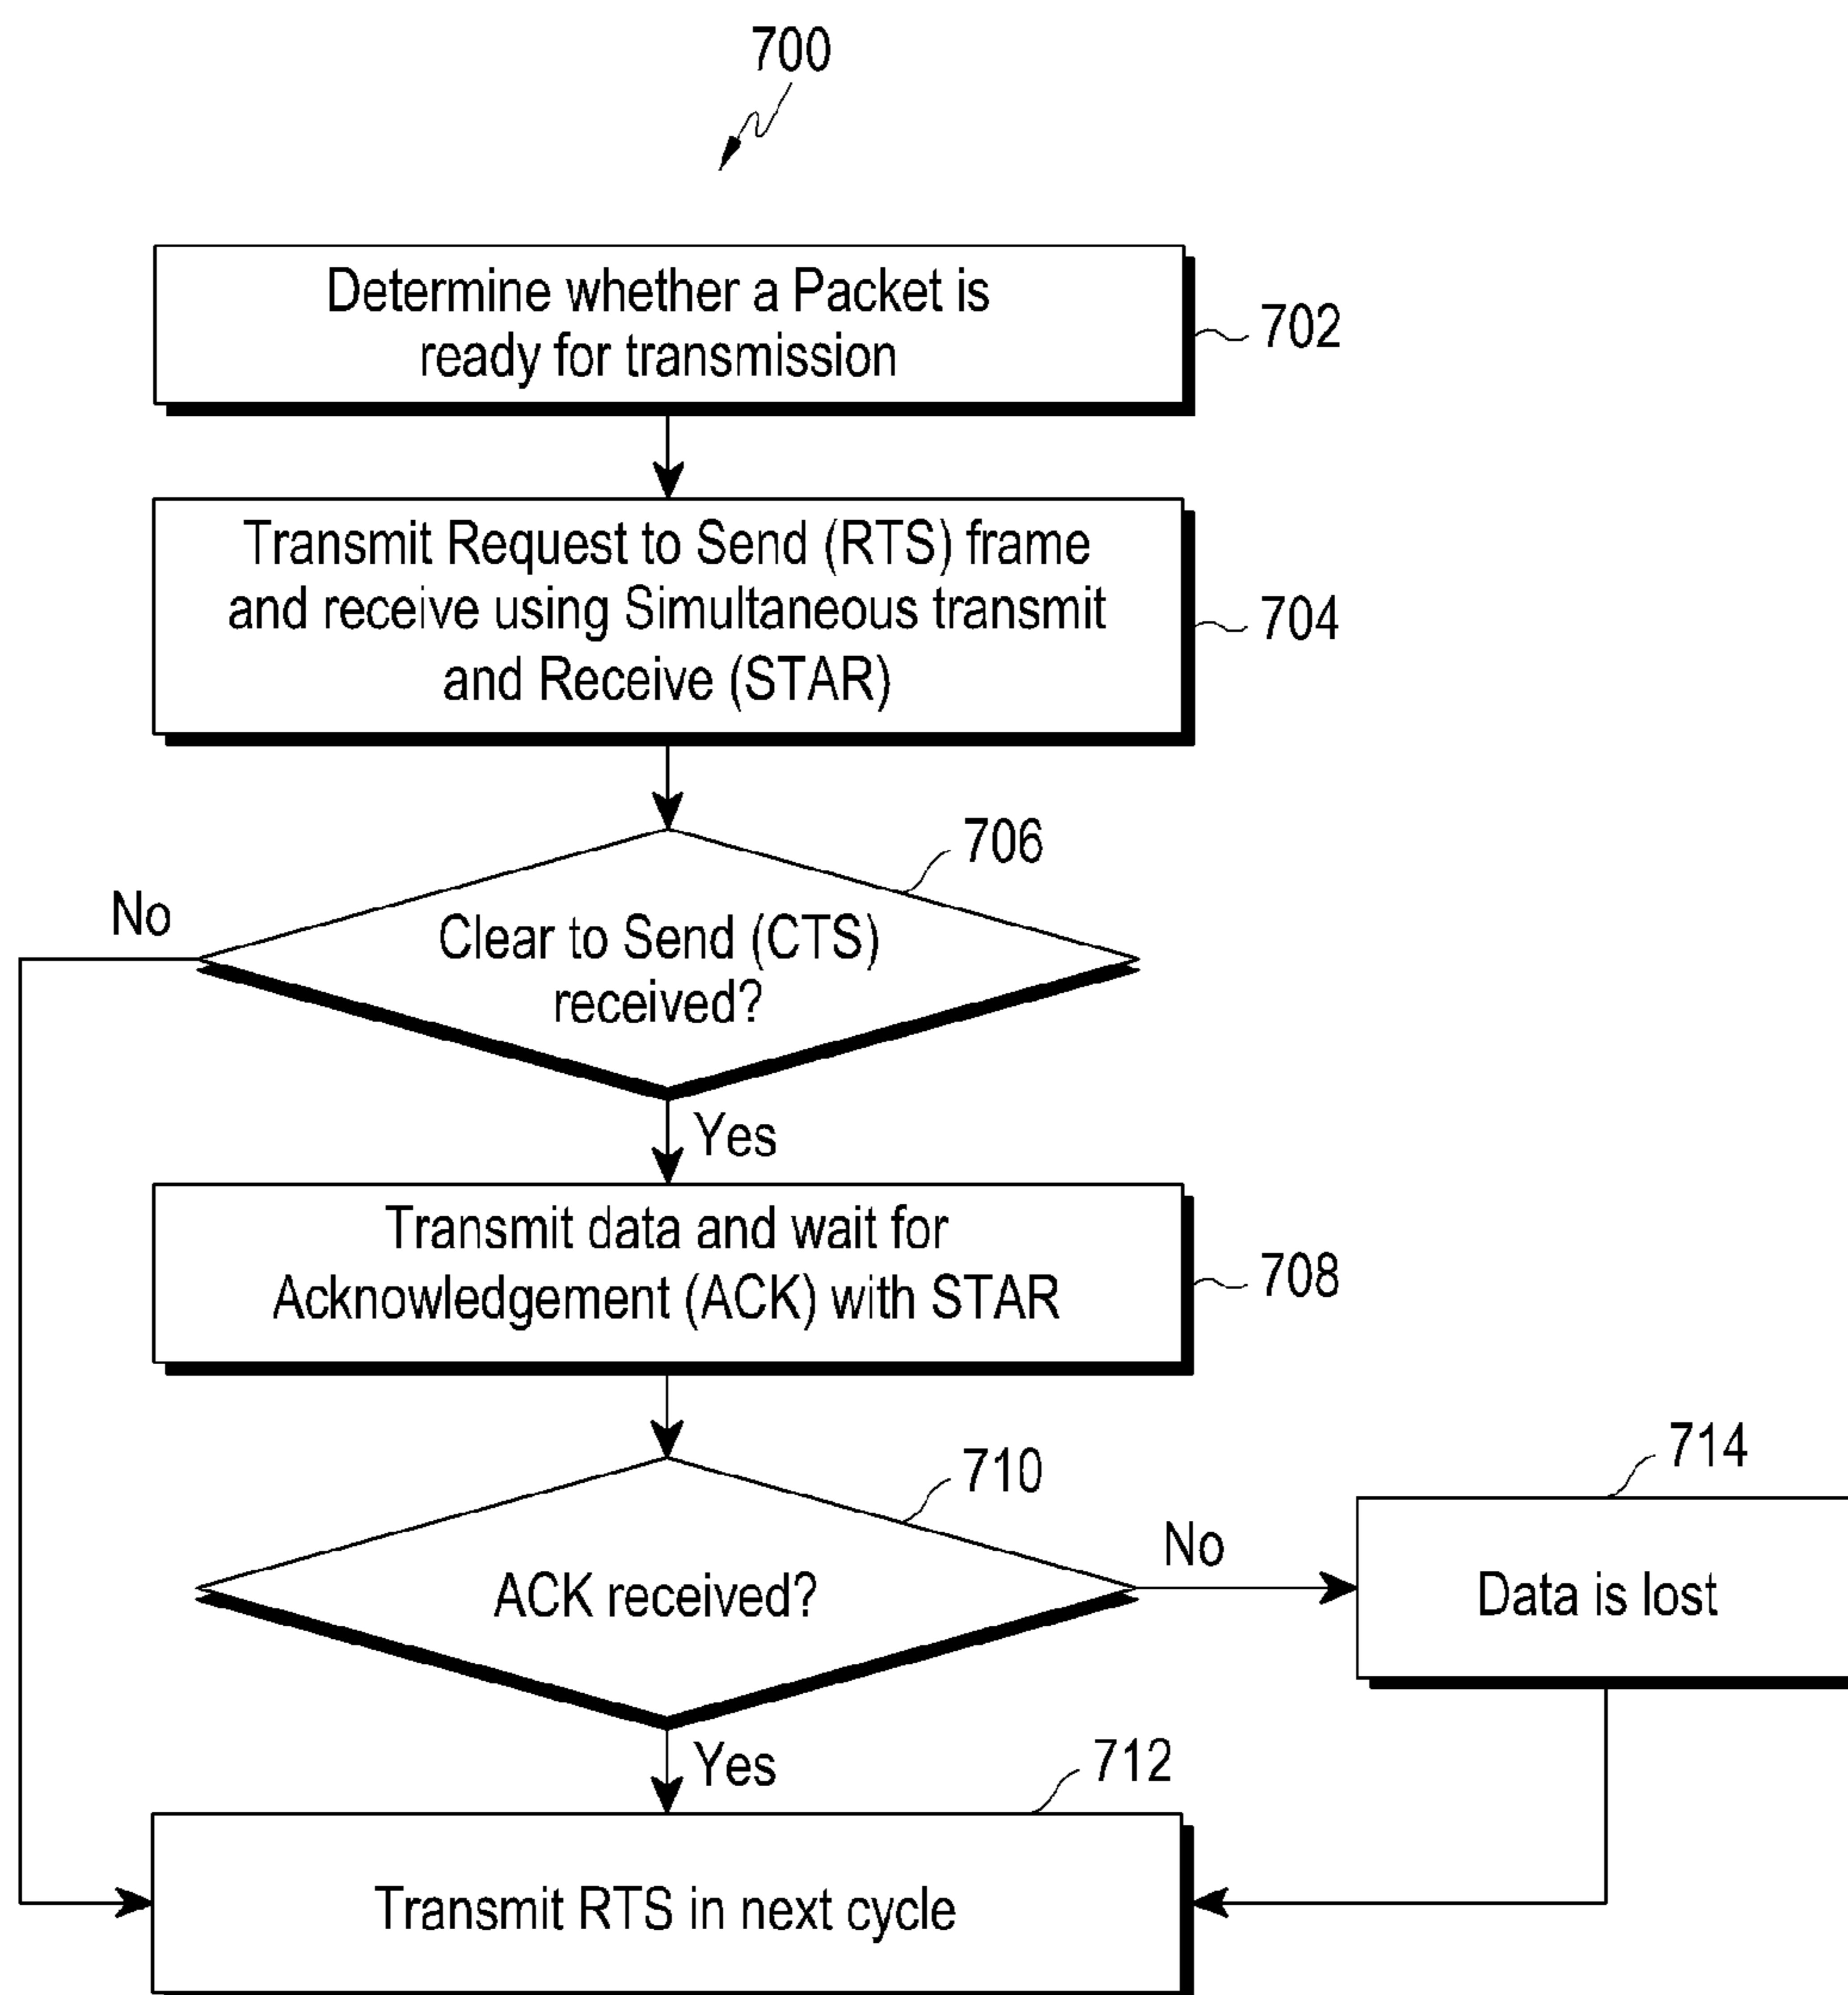 700
Determine whether a Packet is
ready for transmission
702
Transmit Request to Send (RTS) frame
and receive using Simultaneous transmit
and Receive (STAR)
704
706
No
Clear to Send (CTS)
received?
Yes
Transmit data and wait for
Acknowledgement (ACK) with STAR
708
710
714
No
ACK received?
Data is lost
Yes
712
Transmit RTS in next cycle